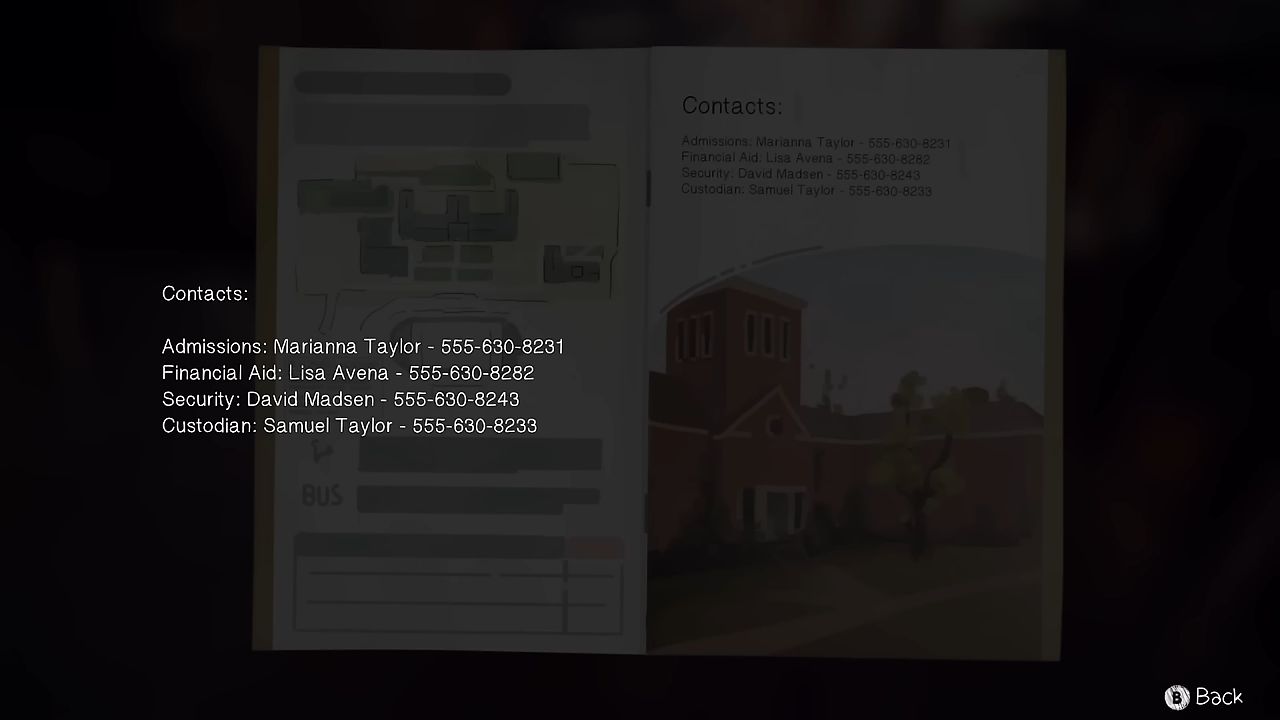 Contacts:
Admissions: Marianna Taylor - 555-630-8231
Financial Aid: Lisa Avena - 555-630-8282
Security: David Madsen - 555-630-8243
Custodian: Samuel Taylor - 555-630-8233
BUS
Contacts:
Admissions: Marianna Taylor - 555-630-8231
Financial Aid: Lisa Avena - 555-630-8282
Security: David Madsen - 555-630-8243
Custodian: Samuel Taylor - 555-630-8233
B Back